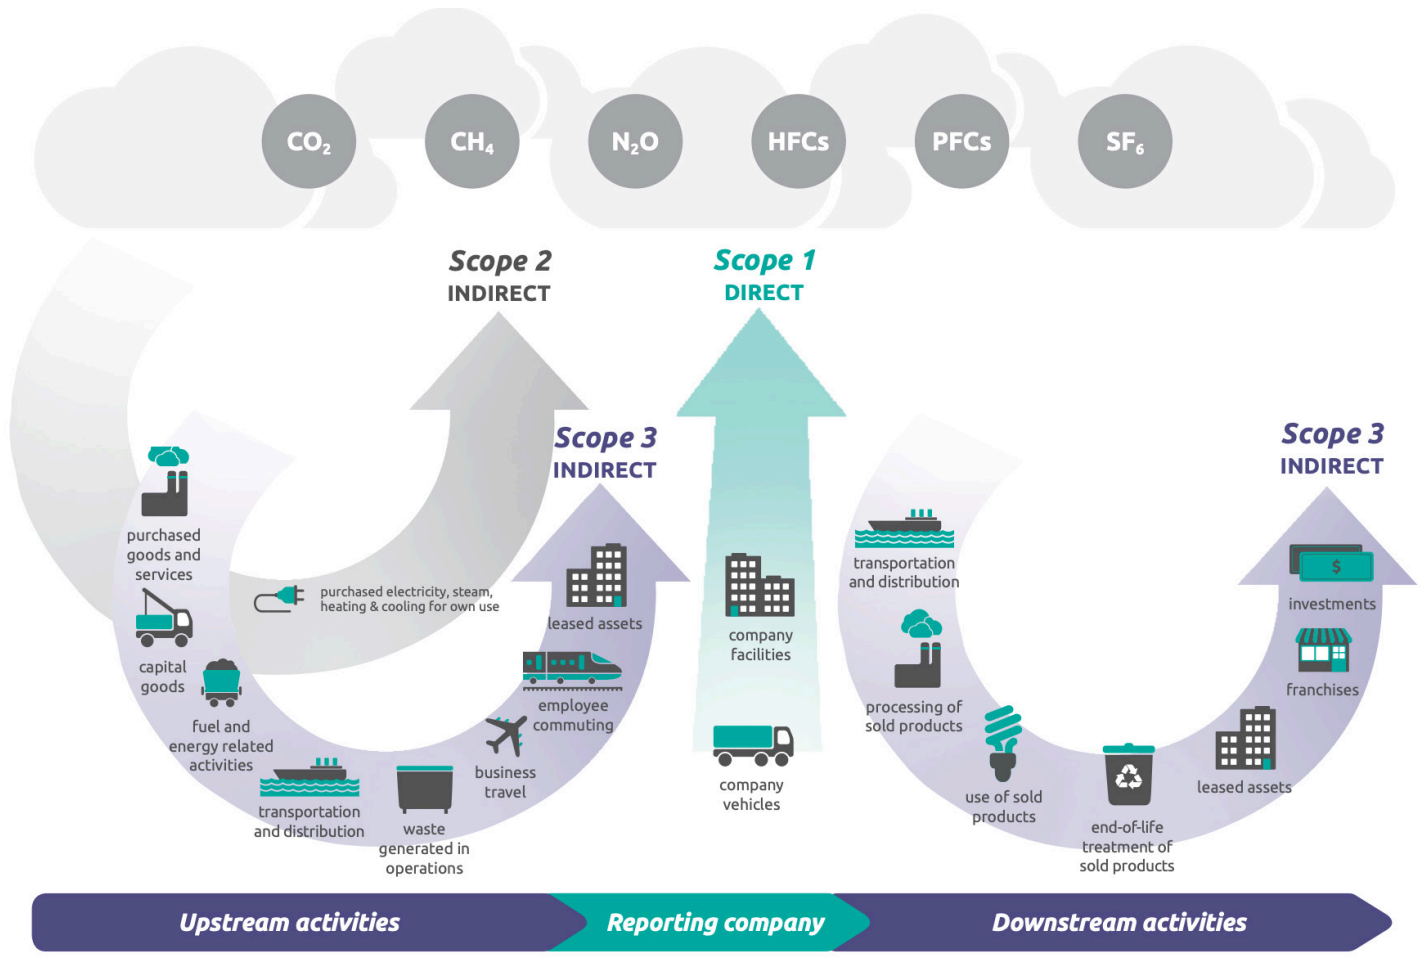 CO₂
CH₄
N₂O
HFCs
PFCs
SF₆
Scope 2
INDIRECT
Scope 1
DIRECT
Scope 3
INDIRECT
Scope 3
INDIRECT
purchased
goods and
services
capital
goods
fuel and
energy related
activities
transportation
and distribution
waste
generated in
operations
business
travel
employee
commuting
leased assets
purchased electricity, steam,
heating & cooling for own use
company
facilities
company
vehicles
transportation
and distribution
processing of
sold products
use of sold
products
end-of-life
treatment of
sold products
leased assets
franchises
$
investments
Upstream activities
Reporting company
Downstream activities